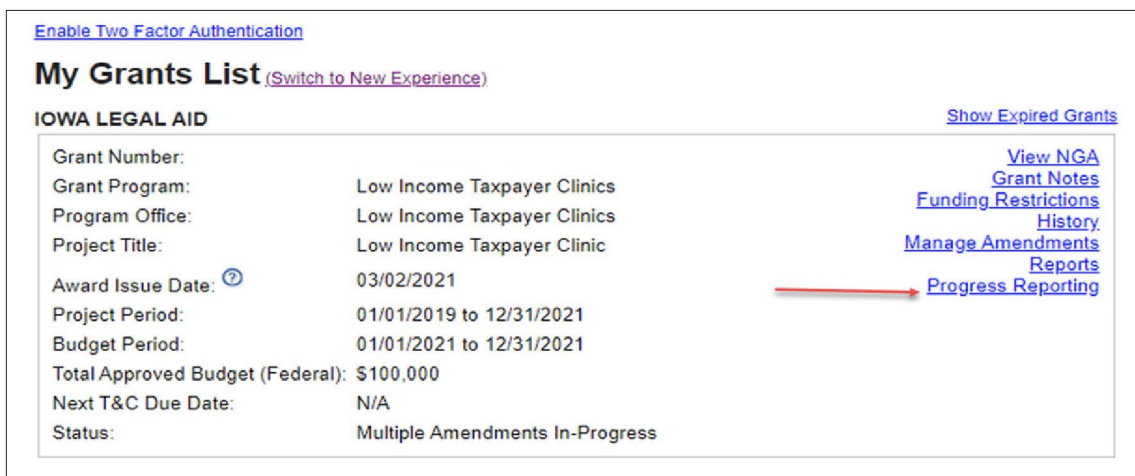 Enable Two Factor Authentication
My Grants List (Switch to New Experience)
IOWA LEGAL AID
Show Expired Grants
Grant Number:
Grant Program: Low Income Taxpayer Clinics
Program Office: Low Income Taxpayer Clinics
Project Title: Low Income Taxpayer Clinic
Award Issue Date: ? 03/02/2021
Project Period: 01/01/2019 to 12/31/2021
Budget Period: 01/01/2021 to 12/31/2021
Total Approved Budget (Federal): $100,000
Next T&C Due Date: N/A
Status: Multiple Amendments In-Progress
View NGA
Grant Notes
Funding Restrictions
History
Manage Amendments
Reports
Progress Reporting